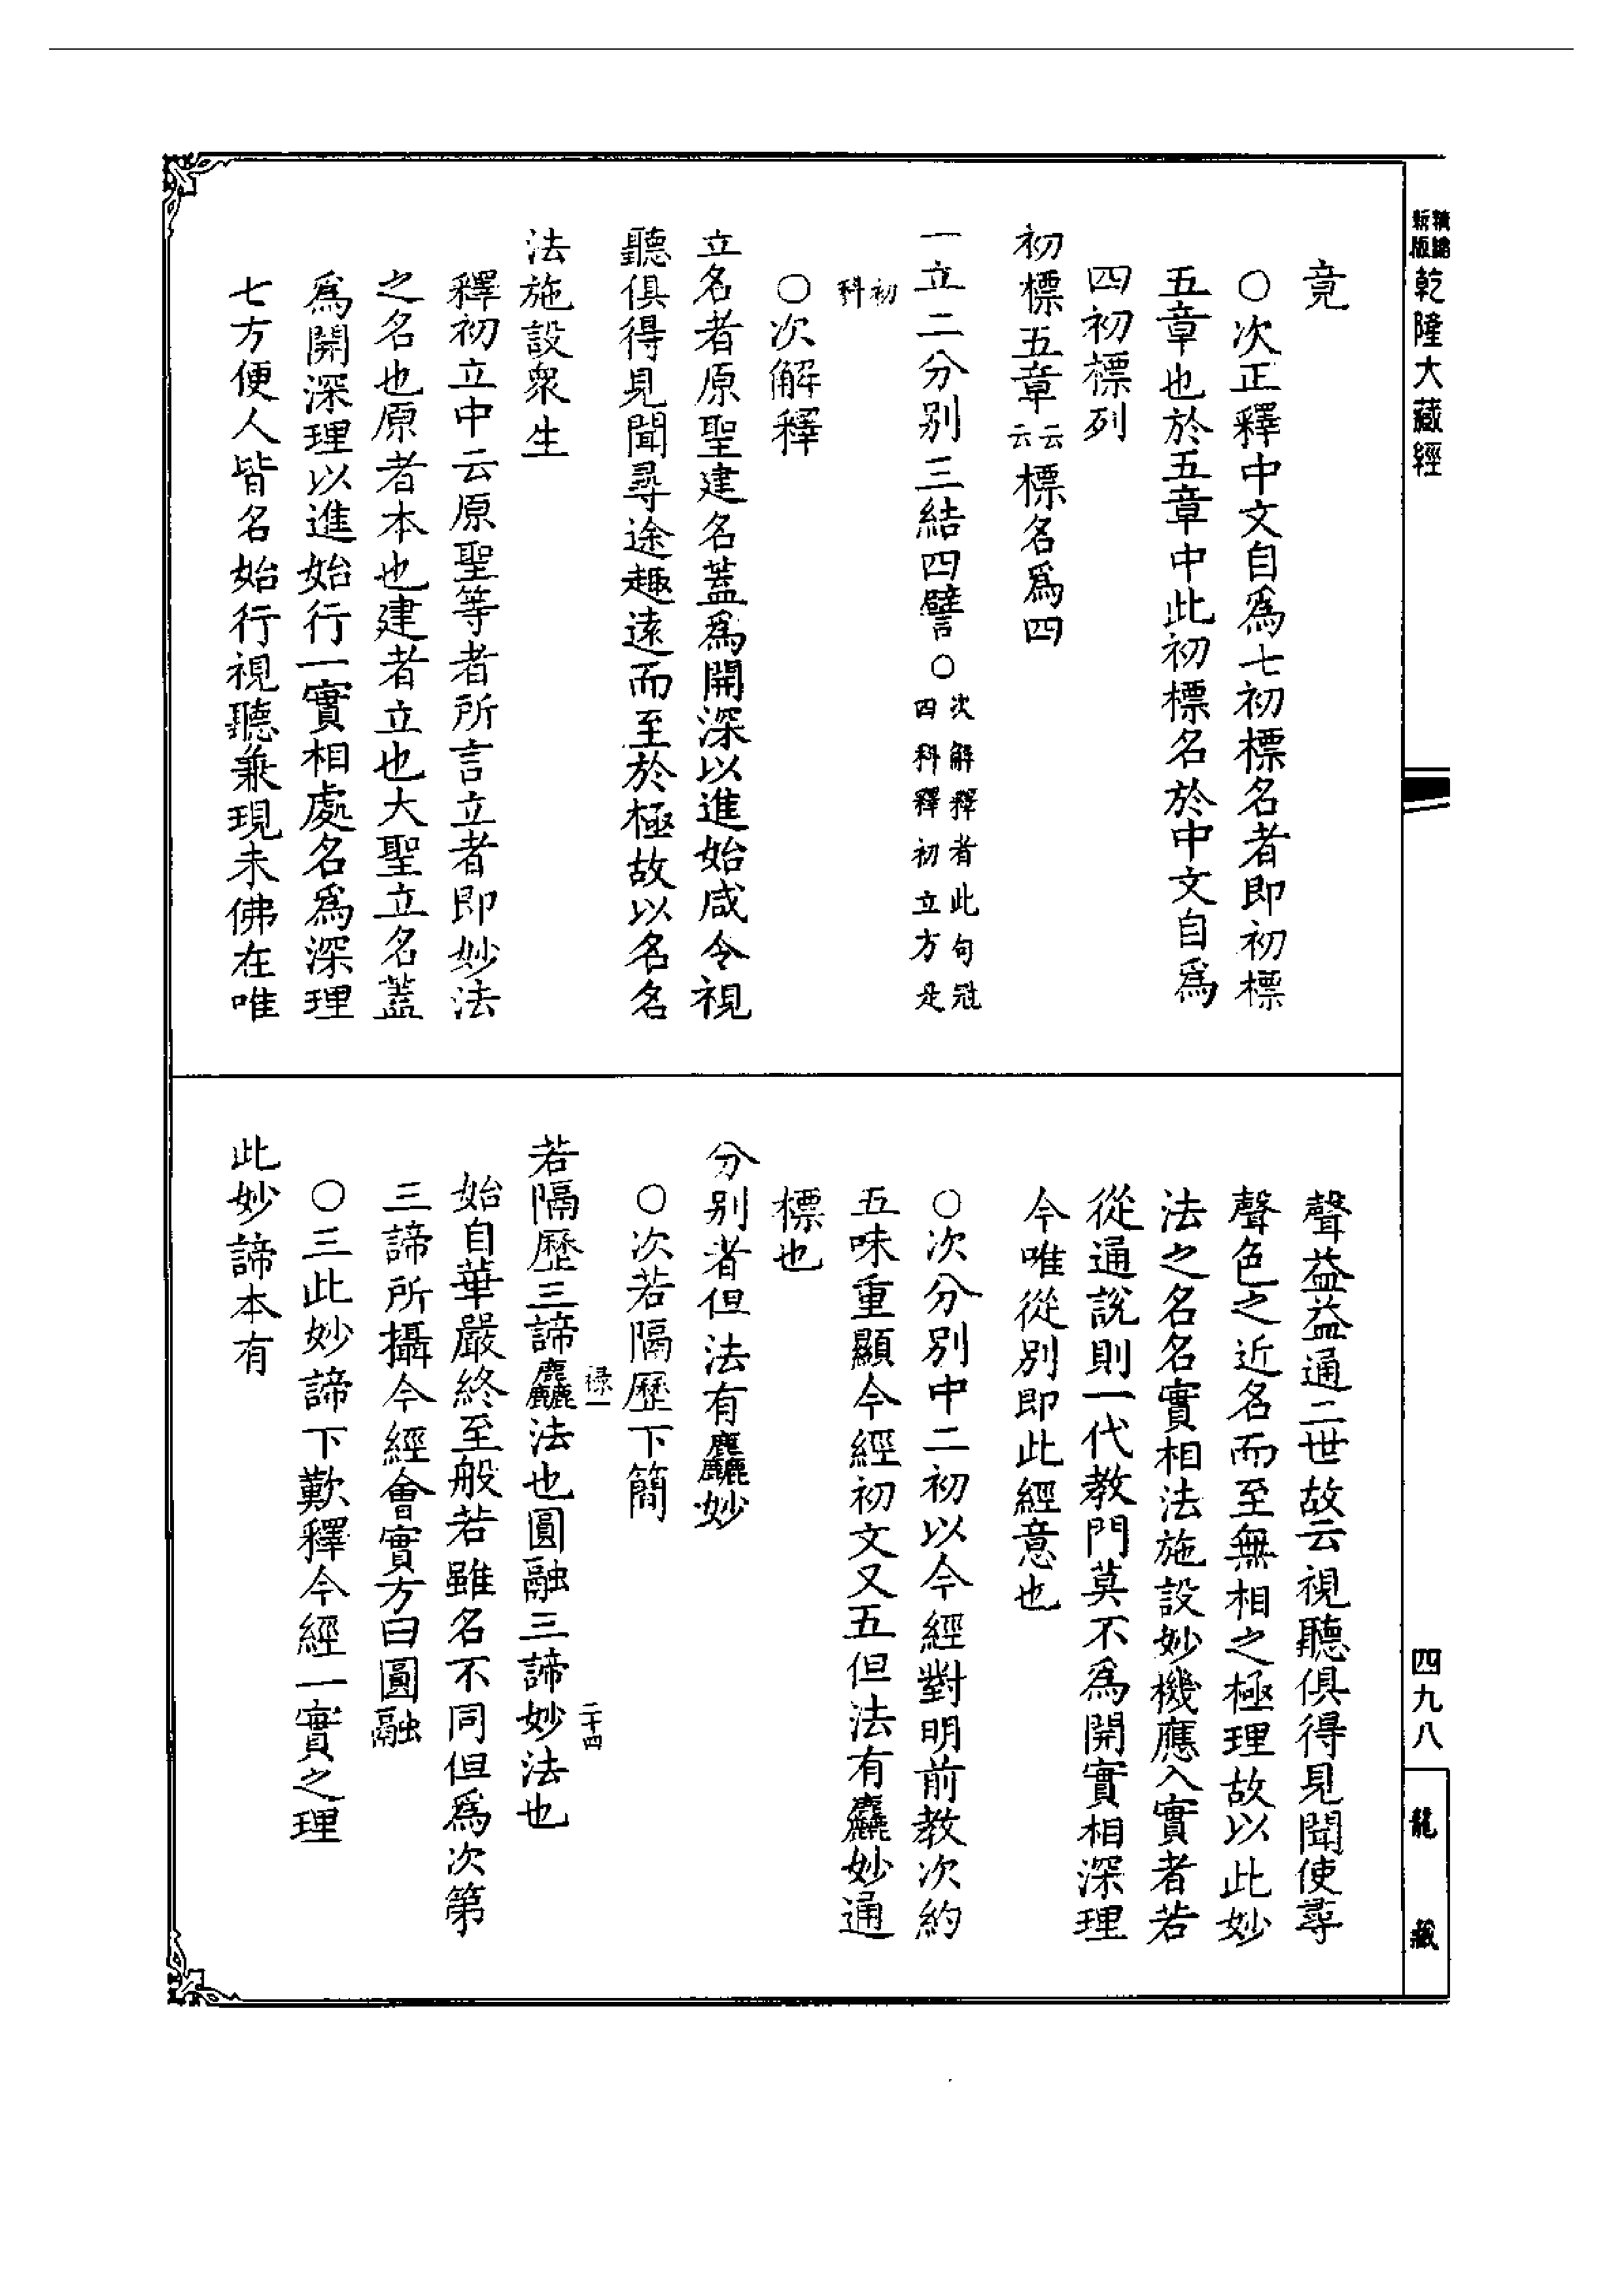 新版精縮乾隆大藏經
竟
○次正釋中文自爲七初標名者即初標
五章也於五章中此初標名於中文自爲
四初標列
初標五章云云標名爲四
一立二分别三結四譬○次解釋者此句冠四科釋初立方是
初科
○次解釋
立名者原聖建名蓋爲開深以進始咸令視
聽俱得見聞尋途趣遠而至於極故以名名
法施設衆生
釋初立中云原聖等者所言立者即妙法
之名也原者本也建者立也大聖立名蓋
爲開深理以進始行一實相處名爲深理
七方便人皆名始行視聽兼現未佛在唯
聲益益通二世故云視聽俱得見聞使尋
聲色之近名而至無相之極理故以此妙
法之名名實相法施設妙機應入實者若
從通說則一代教門莫不爲開實相深理
今唯從别即此經意也
○次分别中二初以今經對明前教次約
五味重顯今經初文又五但法有麤妙通
標也
分别者但法有麤妙
○次若隔歷下簡
祿一
二十四
若隔歷三諦麤法也圓融三諦妙法也
始自華嚴終至般若雖名不同但爲次第
三諦所攝今經會實方曰圓融
○三此妙諦下歎釋今經一實之理
此妙諦本有
四九八
龍藏